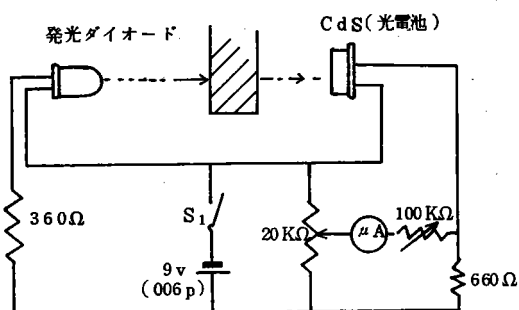 発光ダイオード
CdS(光電池)
360Ω
S₁
9v
(006p)
20KΩ
μA
100KΩ
660Ω